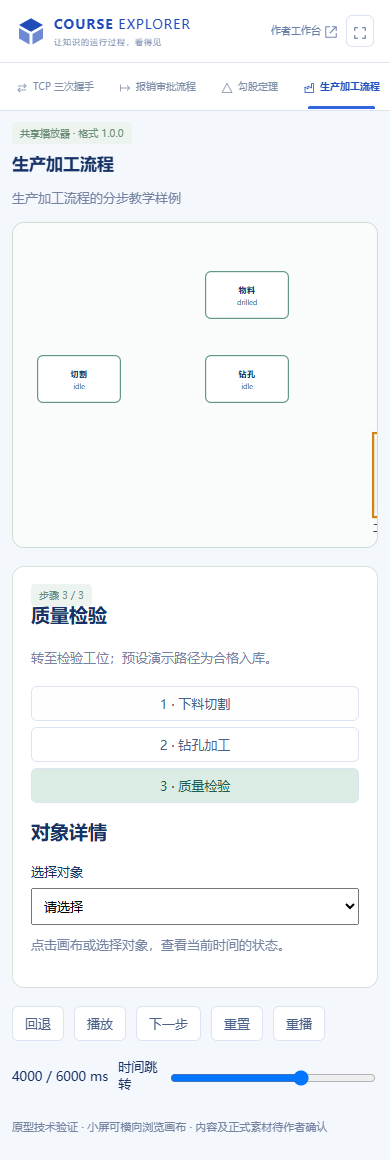 COURSE EXPLORER
让知识的运行过程，看得见
作者工作台
TCP 三次握手
报销审批流程
勾股定理
生产加工流程
共享播放器 · 格式 1.0.0
生产加工流程
生产加工流程的分步教学样例
物料
drilled
切割
idle
钻孔
idle
步骤 3 / 3
质量检验
转至检验工位；预设演示路径为合格入库。
1 · 下料切割
2 · 钻孔加工
3 · 质量检验
对象详情
选择对象
请选择
点击画布或选择对象，查看当前时间的状态。
回退
播放
下一步
重置
重播
4000 / 6000 ms
时间跳
转
原型技术验证 · 小屏可横向浏览画布 · 内容及正式素材待作者确认